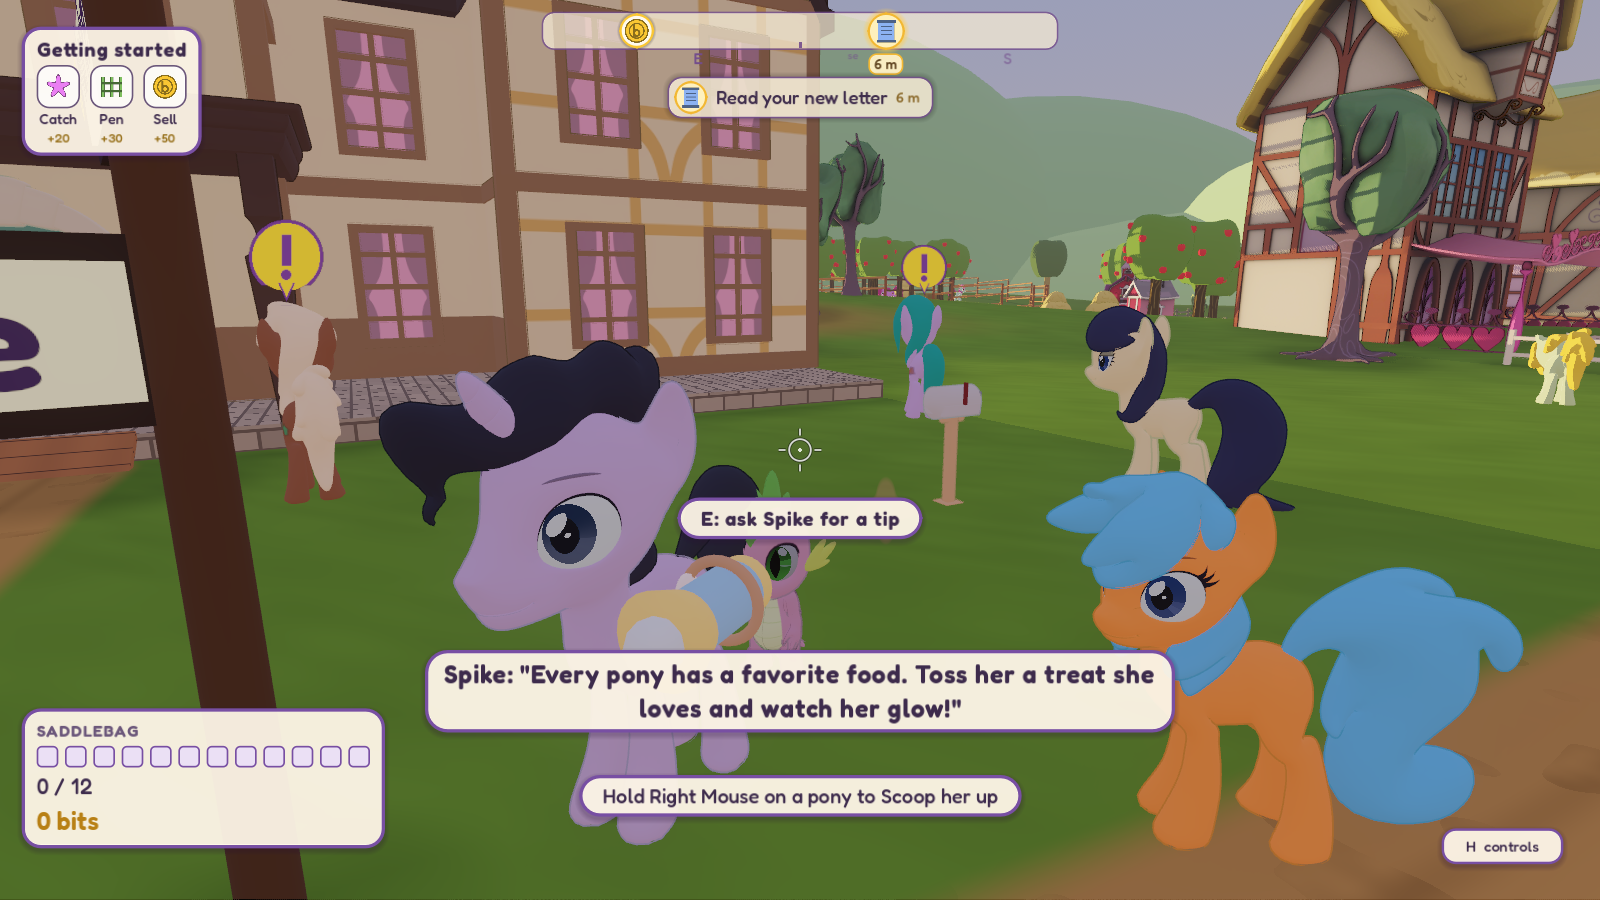 Getting started
Catch Pen Sell
+20 +30 +50
E W S
6 m
Read your new letter 6 m
e
E: ask Spike for a tip
Spike: "Every pony has a favorite food. Toss her a treat she
loves and watch her glow!"
SADDLEBAG
0 / 12
0 bits
Hold Right Mouse on a pony to Scoop her up
H controls